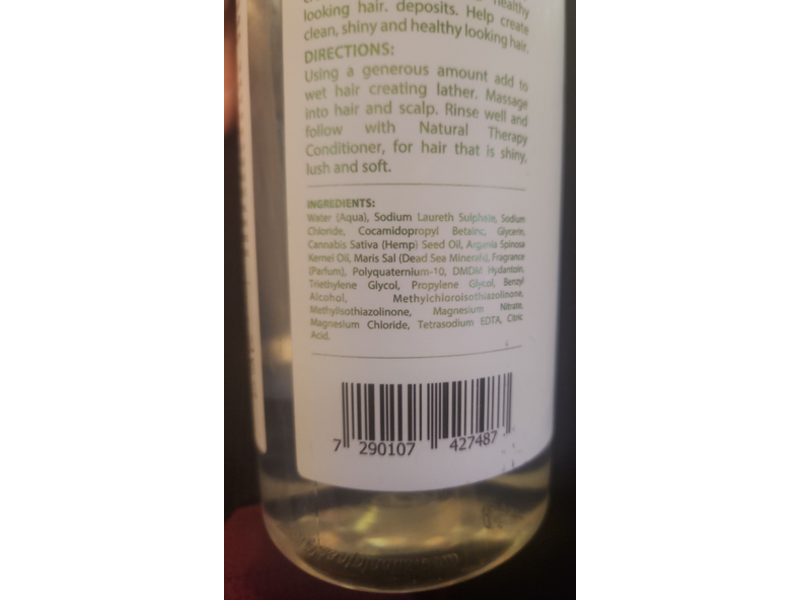 healthy
looking hair. deposits. Help create
clean, shiny and healthy looking hair.
DIRECTIONS:
Using a generous amount add to
wet hair creating lather. Massage
into hair and scalp. Rinse well and
follow with Natural Therapy
Conditioner, for hair that is shiny,
lush and soft.
INGREDIENTS:
Water (Aqua), Sodium Laureth Sulphate, Sodium
Chloride, Cocamidopropyl Betaine, Glycerin,
Cannabis Sativa (Hemp) Seed Oil, Argania Spinosa
Kernel Oil, Maris Sal (Dead Sea Minerals), Fragrance
(Parfum), Polyquaternium-10, DMDM Hydantoin,
Triethylene Glycol, Propylene Glycol, Benzyl
Alcohol, Methylchloroisothiazolinone,
Methylisothiazolinone, Magnesium Nitrate,
Magnesium Chloride, Tetrasodium EDTA, Citric
Acid.
7 290107 427487